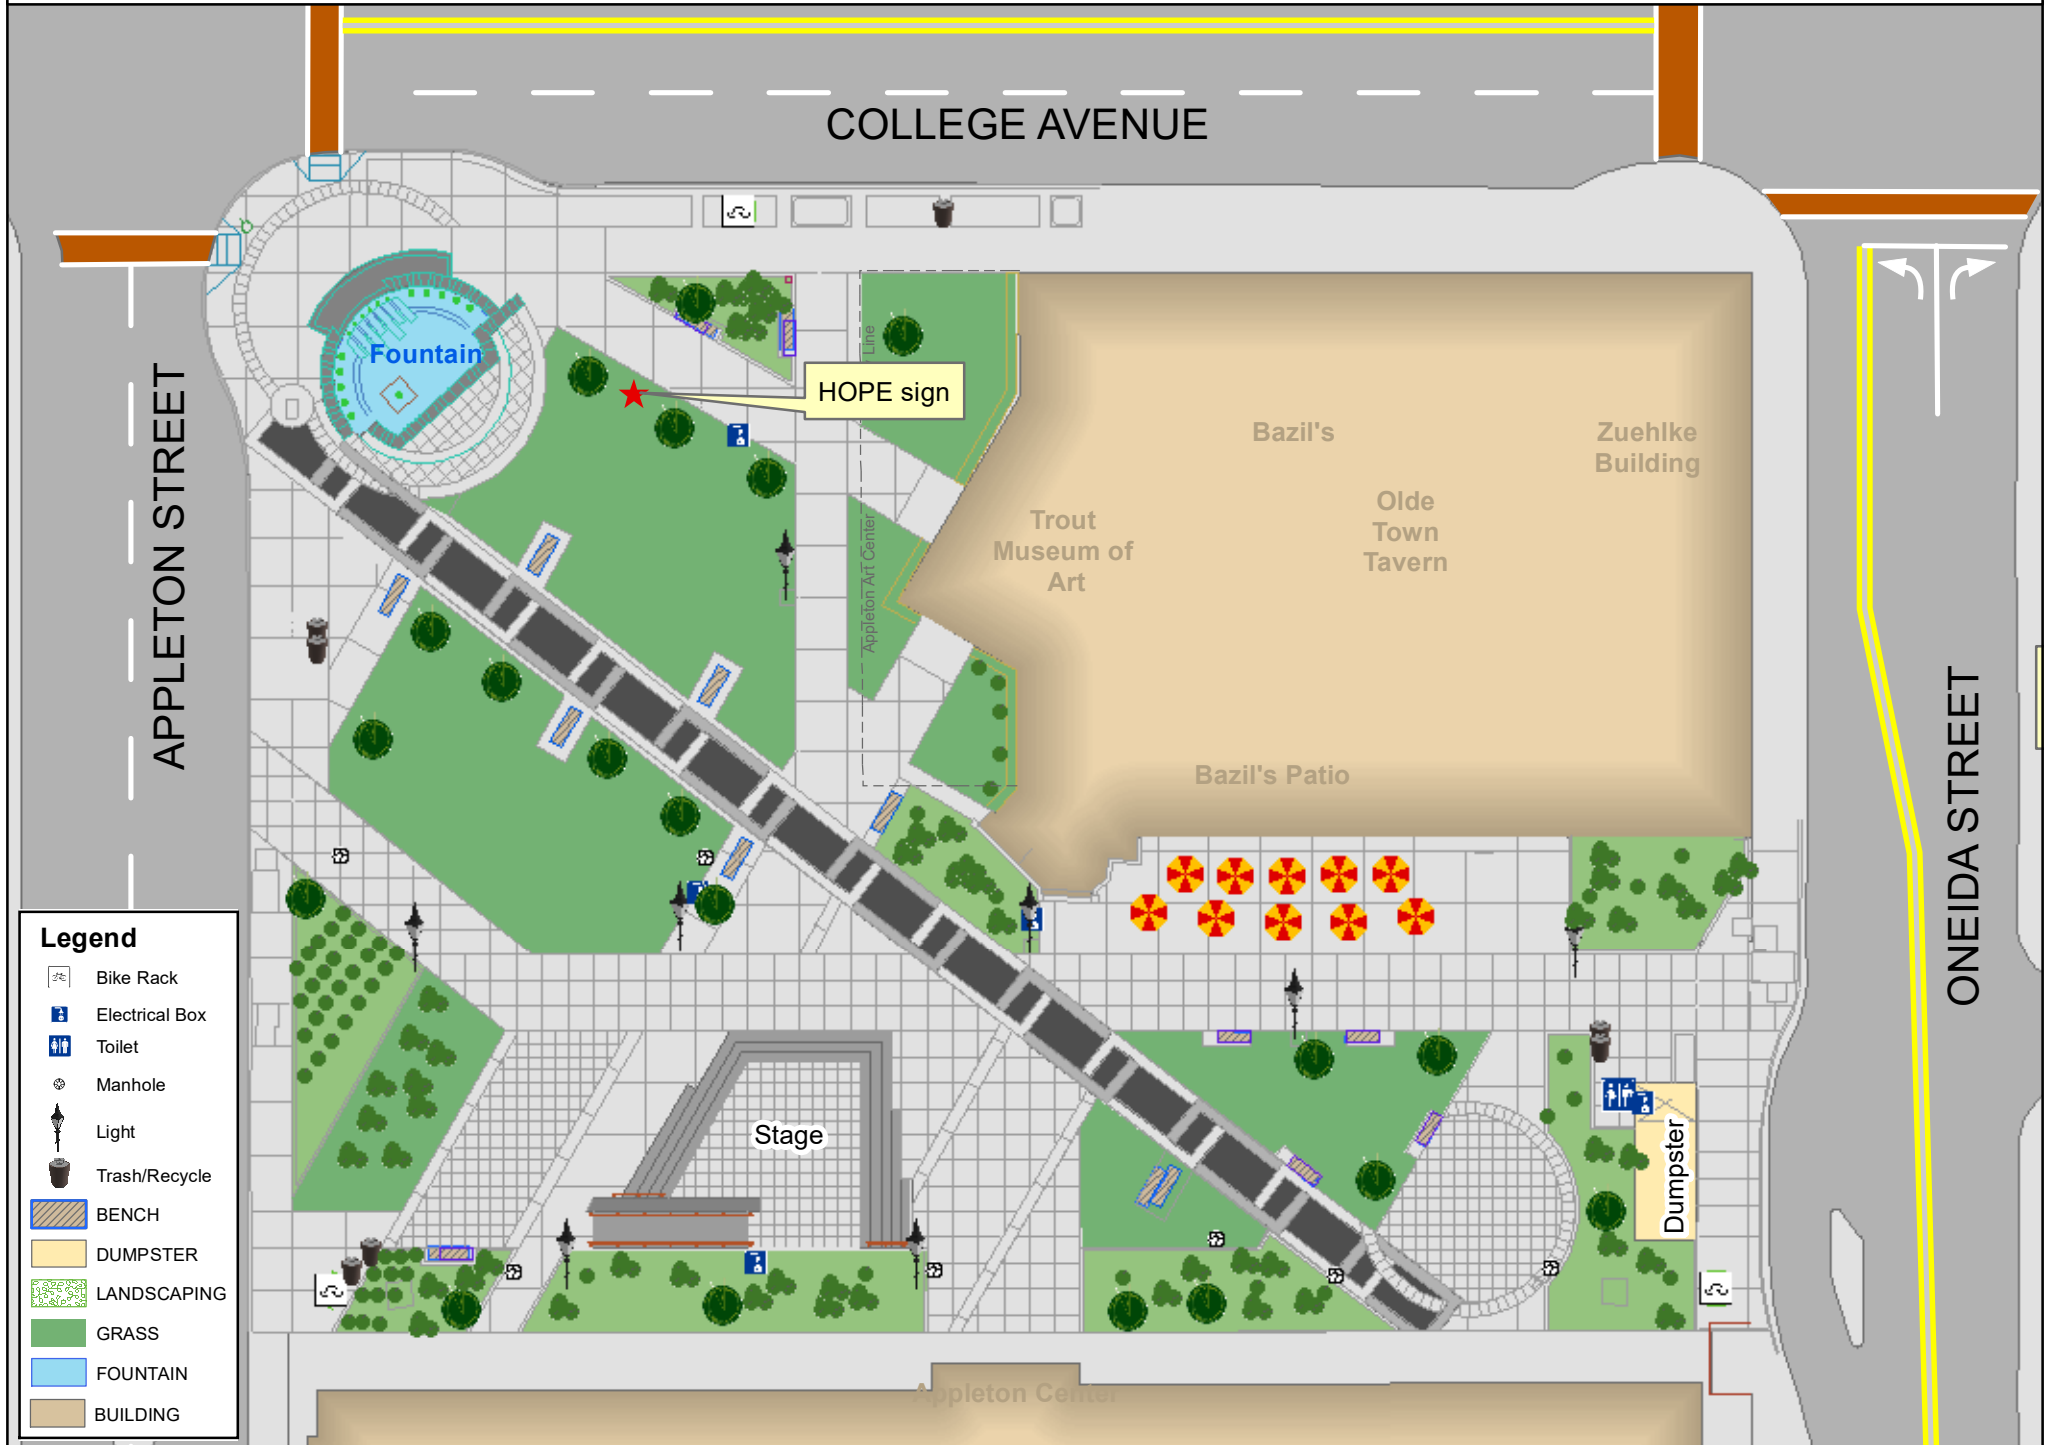 COLLEGE AVENUE
Fountain
HOPE sign
Line
Bazil's
Zuehlke
Building
Olde
Town
Tavern
Trout
Museum of
Art
Appleton Art Center
APPLETON STREET
ONEIDA STREET
Bazil's Patio
Stage
Dumpster
Appleton Center
Legend
Bike Rack
Electrical Box
Toilet
Manhole
Light
Trash/Recycle
BENCH
DUMPSTER
LANDSCAPING
GRASS
FOUNTAIN
BUILDING